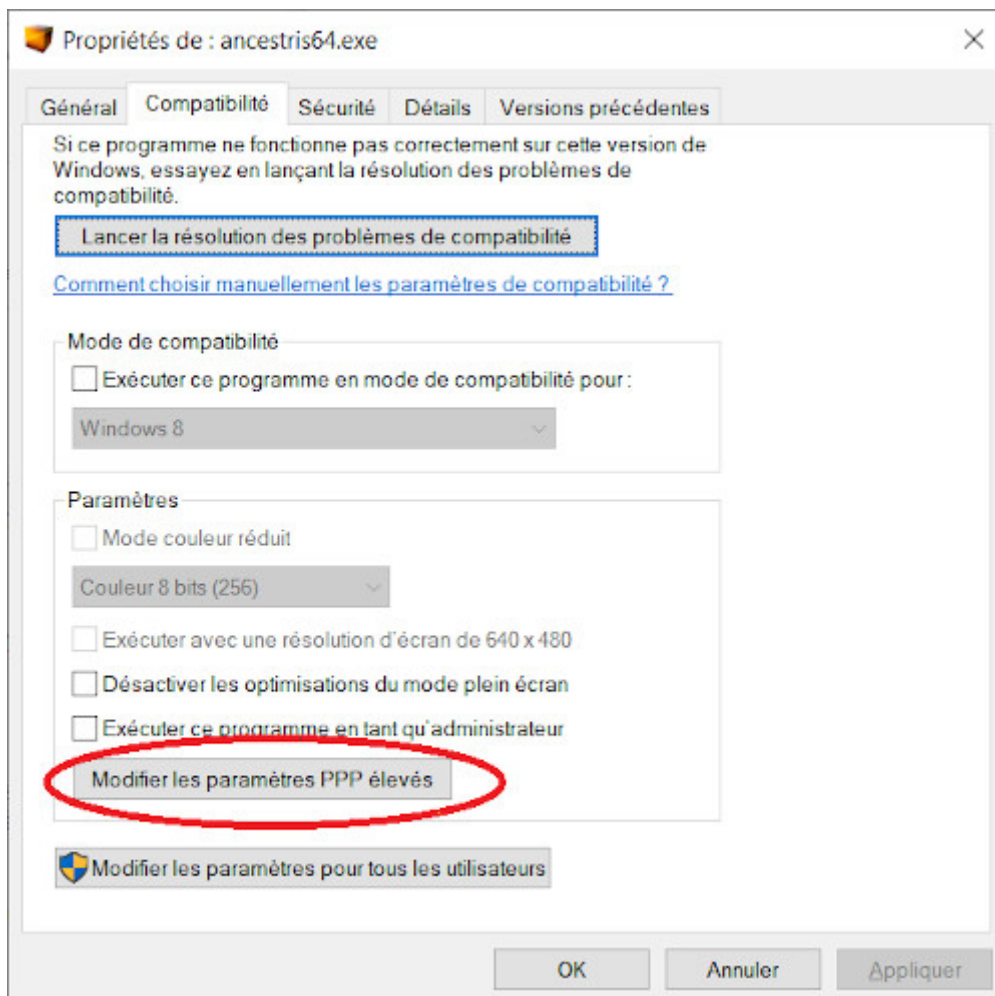 Propriétés de : ancestris64.exe
Général Compatibilité Sécurité Détails Versions précédentes
Si ce programme ne fonctionne pas correctement sur cette version de
Windows, essayez en lançant la résolution des problèmes de
compatibilité.
Lancer la résolution des problèmes de compatibilité
Comment choisir manuellement les paramètres de compatibilité ?
Mode de compatibilité
Exécuter ce programme en mode de compatibilité pour :
Windows 8
Paramètres
Mode couleur réduit
Couleur 8 bits (256)
Exécuter avec une résolution d'écran de 640 x 480
Désactiver les optimisations du mode plein écran
Exécuter ce programme en tant qu'administrateur
Modifier les paramètres PPP élevés
Modifier les paramètres pour tous les utilisateurs
OK Annuler Appliquer